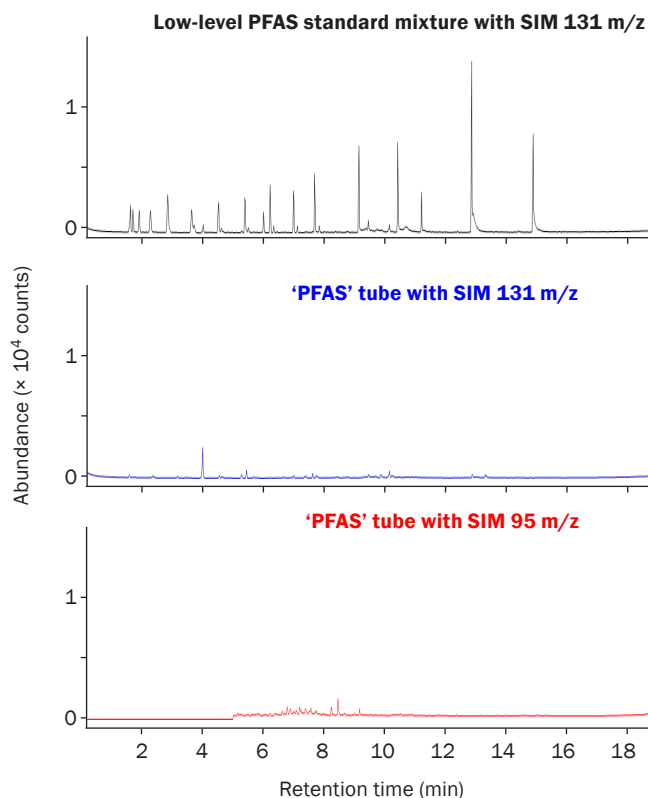 Low-level PFAS standard mixture with SIM 131 m/z
1
0
‘PFAS’ tube with SIM 131 m/z
1
0
‘PFAS’ tube with SIM 95 m/z
1
0
Abundance (× 10⁴ counts)
2 4 6 8 10 12 14 16 18
Retention time (min)